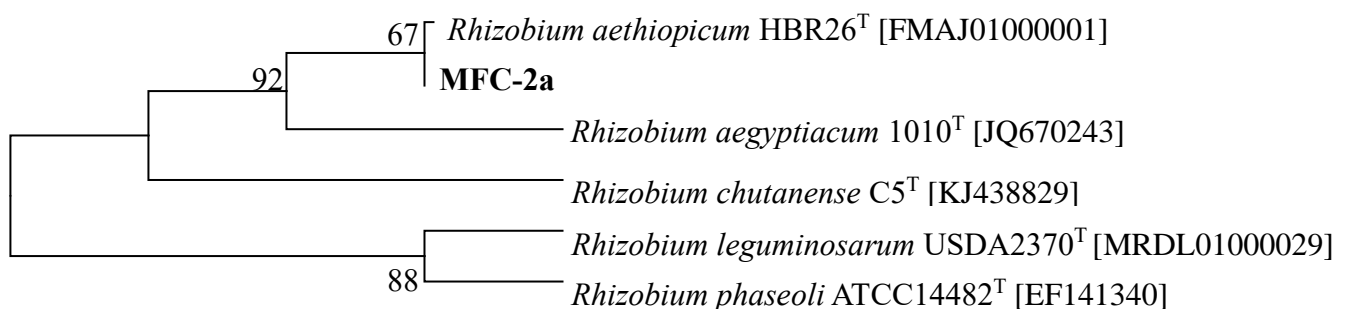 67
Rhizobium aethiopicum HBR26ᵀ [FMAJ01000001]
92
MFC-2a
Rhizobium aegyptiacum 1010ᵀ [JQ670243]
Rhizobium chutanense C5ᵀ [KJ438829]
Rhizobium leguminosarum USDA2370ᵀ [MRDL01000029]
88
Rhizobium phaseoli ATCC14482ᵀ [EF141340]